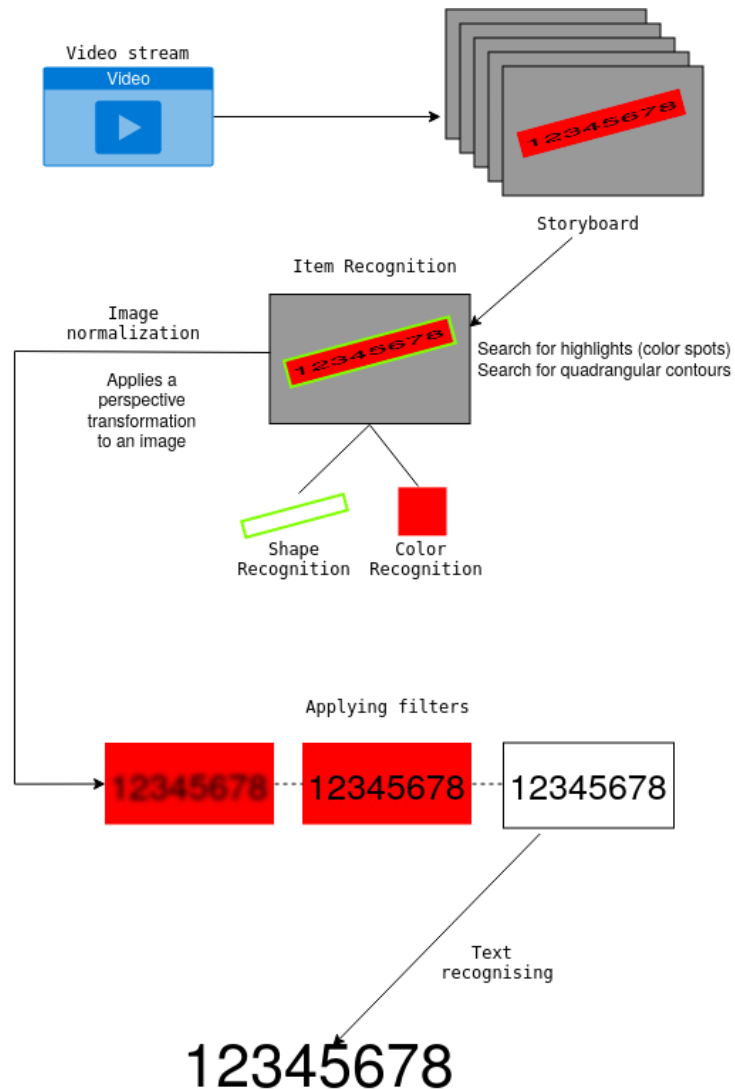 Video stream
Video
12345678
Storyboard
Item Recognition
Image
normalization
12345678
Search for highlights (color spots)
Search for quadrangular contours
Applies a
perspective
transformation
to an image
Shape
Recognition
Color
Recognition
Applying filters
12345678
12345678
12345678
Text
recognising
12345678